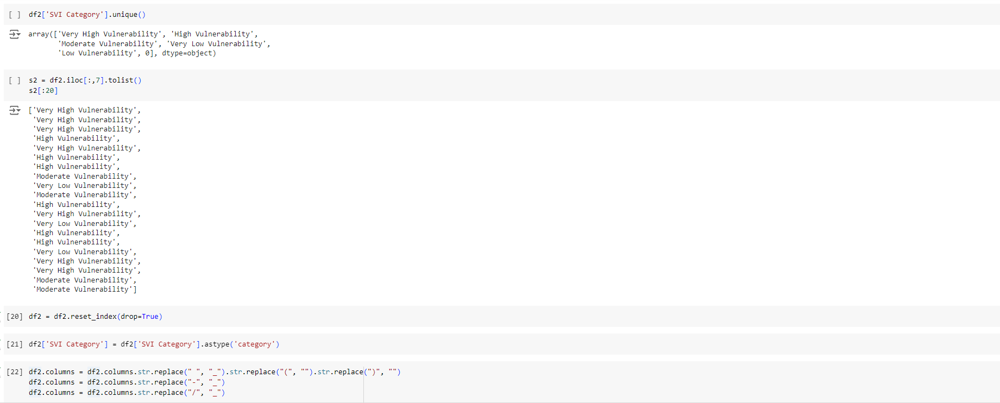 [ ] df2['SVI Category'].unique()
array(['Very High Vulnerability', 'High Vulnerability',
'Moderate Vulnerability', 'Very Low Vulnerability',
'Low Vulnerability', 0], dtype=object)
[ ] s2 = df2.iloc[:,7].tolist()
s2[:20]
['Very High Vulnerability',
'Very High Vulnerability',
'Very High Vulnerability',
'High Vulnerability',
'Very High Vulnerability',
'High Vulnerability',
'High Vulnerability',
'Moderate Vulnerability',
'Very Low Vulnerability',
'Moderate Vulnerability',
'High Vulnerability',
'Very High Vulnerability',
'Very Low Vulnerability',
'High Vulnerability',
'High Vulnerability',
'Very Low Vulnerability',
'Very High Vulnerability',
'Very High Vulnerability',
'Moderate Vulnerability',
'Moderate Vulnerability']
[20] df2 = df2.reset_index(drop=True)
[21] df2['SVI Category'] = df2['SVI Category'].astype('category')
[22] df2.columns = df2.columns.str.replace(" ", "_").str.replace("(", "").str.replace(")", "")
df2.columns = df2.columns.str.replace("-", "_")
df2.columns = df2.columns.str.replace("/", "_")